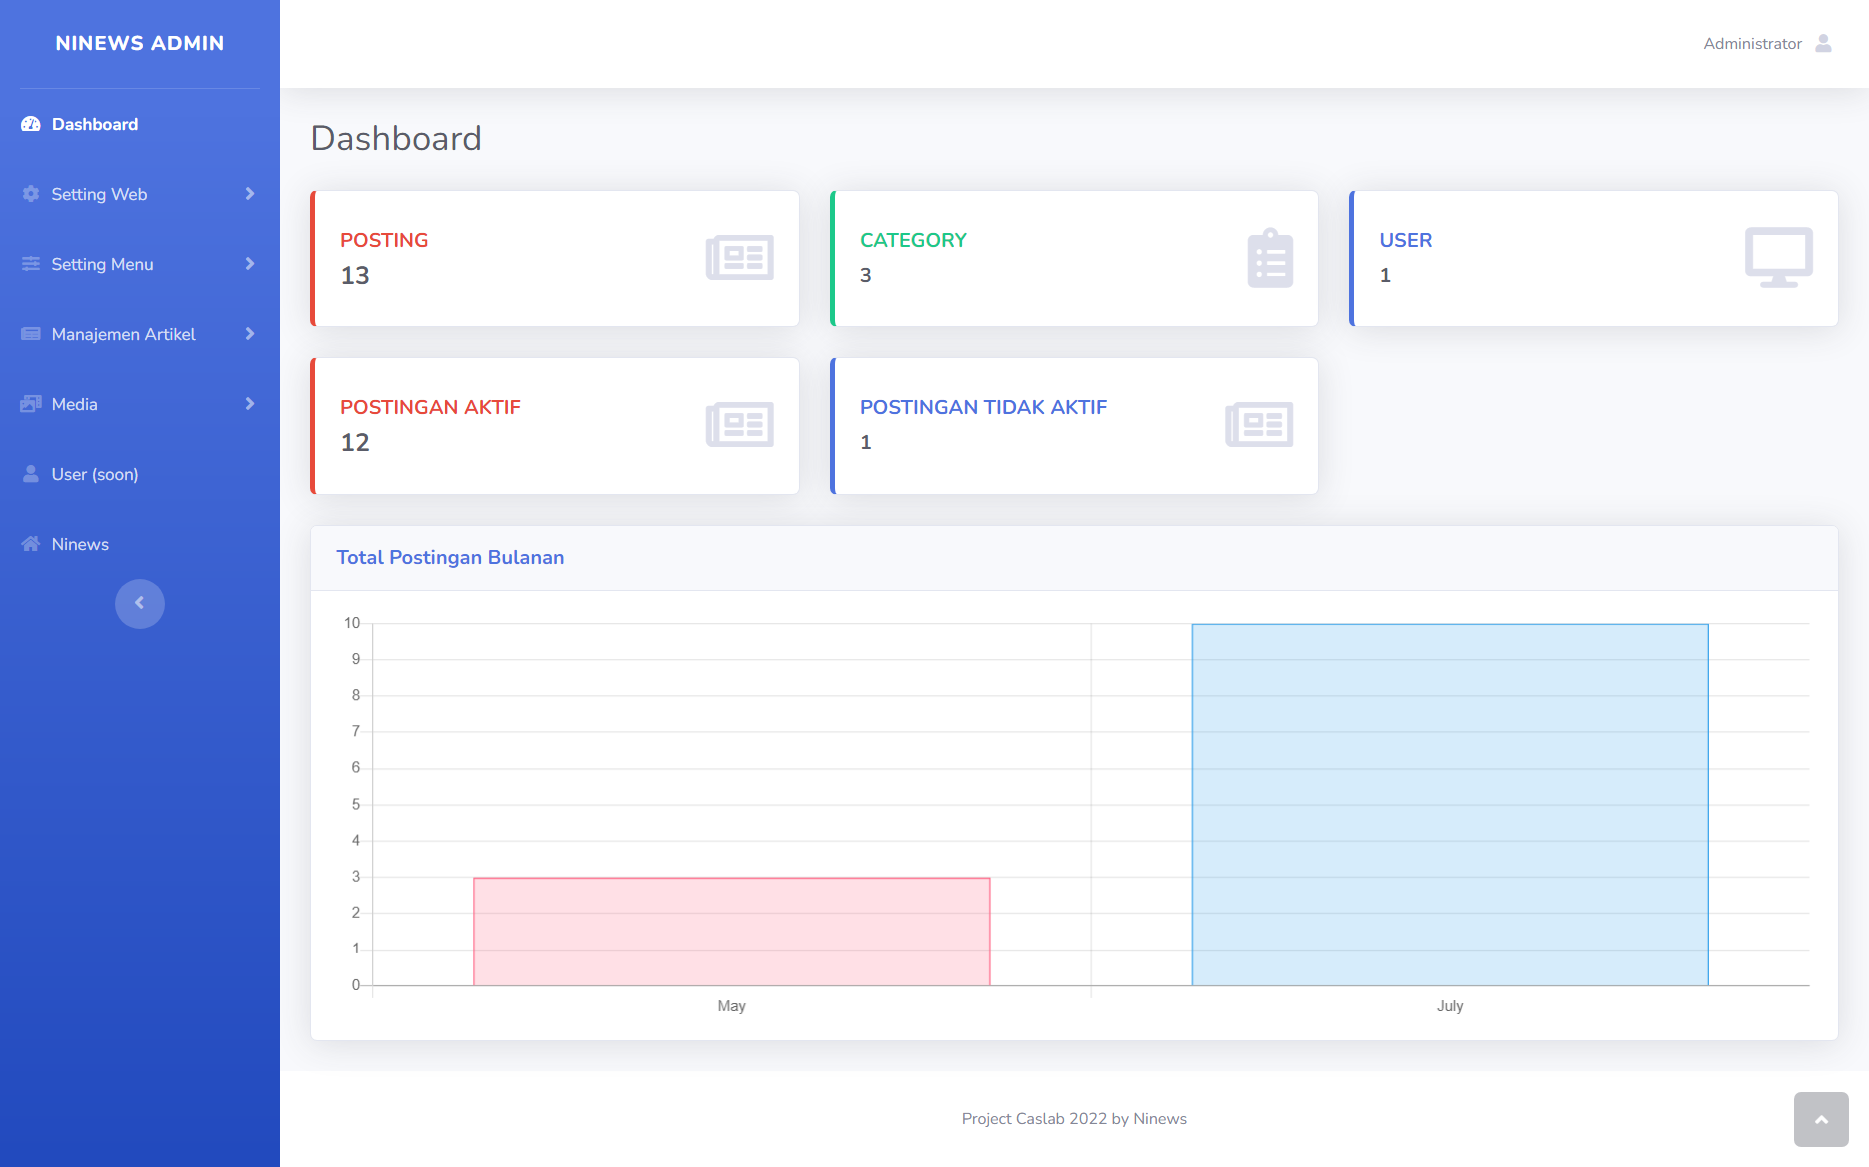 NINEWS ADMIN
Administrator
Dashboard
Setting Web
Setting Menu
Manajemen Artikel
Media
User (soon)
Ninews
Dashboard
POSTING
13
CATEGORY
3
USER
1
POSTINGAN AKTIF
12
POSTINGAN TIDAK AKTIF
1
Total Postingan Bulanan
10
9
8
7
6
5
4
3
2
1
0
May
July
Project Caslab 2022 by Ninews